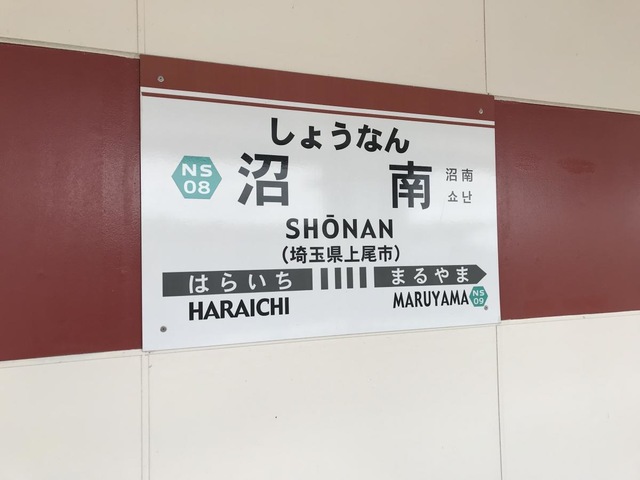 しょうなん
NS
08
沼南
沼南
쇼난
SHŌNAN
(埼玉県上尾市)
はらいち まるやま
HARAICHI MARUYAMA
NS
09